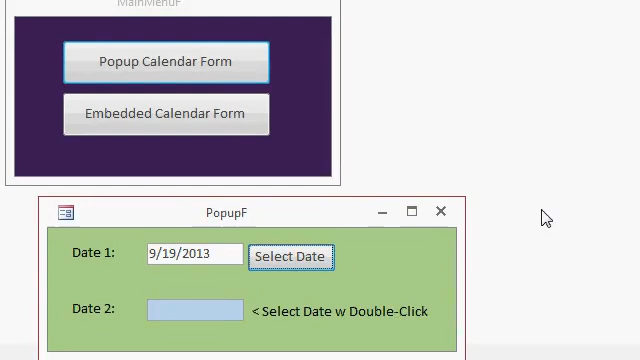 MainMenuF
Popup Calendar Form
Embedded Calendar Form
PopupF
Date 1: 9/19/2013 Select Date
Date 2: < Select Date w Double-Click